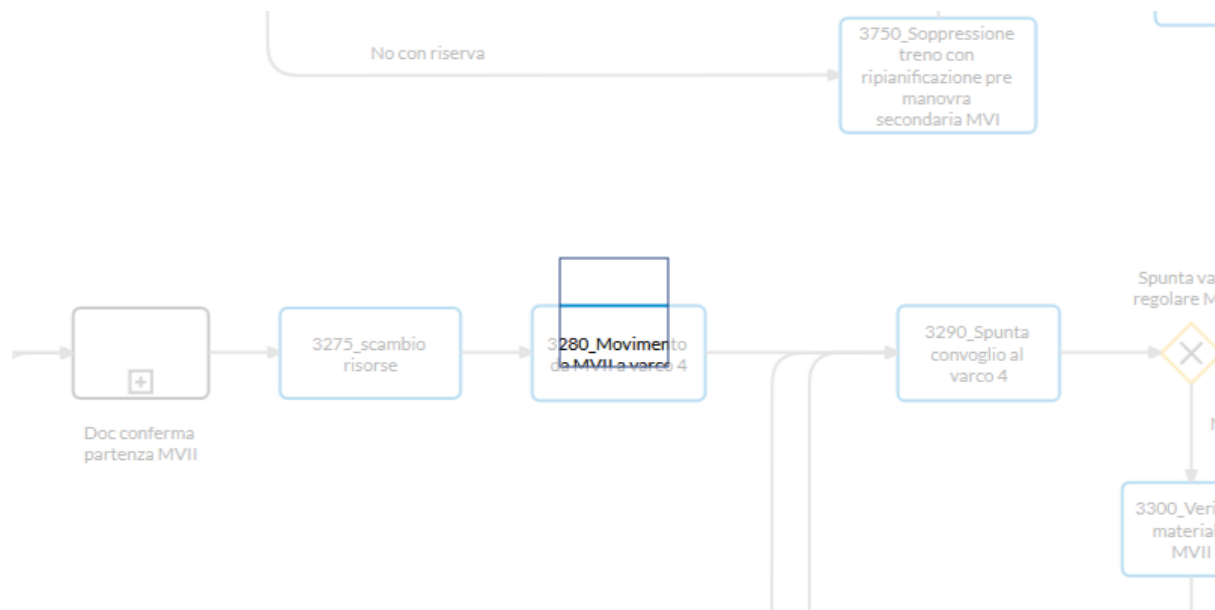 No con riserva
3750_Soppressione
treno con
ripianificazione pre
manovra
secondaria MVI
3275_scambio
risorse
3280_Movimento
da MVII a varco 4
3290_Spunta
convoglio al
varco 4
Spunta va
regolare M
Doc conferma
partenza MVII
3300_Veri
material
MVII